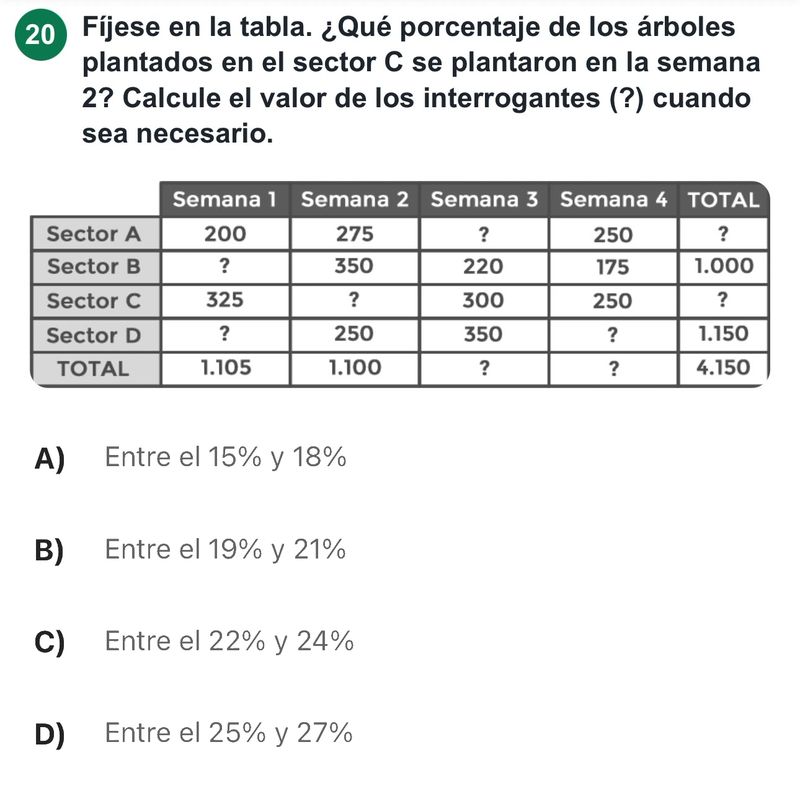 20 Fíjese en la tabla. ¿Qué porcentaje de los árboles
plantados en el sector C se plantaron en la semana
2? Calcule el valor de los interrogantes (?) cuando
sea necesario.
Semana 1 Semana 2 Semana 3 Semana 4 TOTAL
Sector A 200 275 ? 250 ?
Sector B ? 350 220 175 1.000
Sector C 325 ? 300 250 ?
Sector D ? 250 350 ? 1.150
TOTAL 1.105 1.100 ? ? 4.150
A) Entre el 15% y 18%
B) Entre el 19% y 21%
C) Entre el 22% y 24%
D) Entre el 25% y 27%